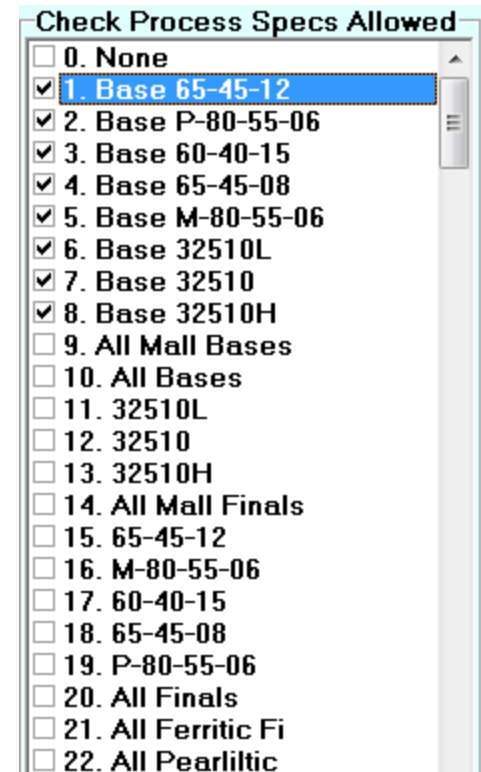 Check Process Specs Allowed
0. None
1. Base 65-45-12
2. Base P-80-55-06
3. Base 60-40-15
4. Base 65-45-08
5. Base M-80-55-06
6. Base 32510L
7. Base 32510
8. Base 32510H
9. All Mall Bases
10. All Bases
11. 32510L
12. 32510
13. 32510H
14. All Mall Finals
15. 65-45-12
16. M-80-55-06
17. 60-40-15
18. 65-45-08
19. P-80-55-06
20. All Finals
21. All Ferritic Fi
22. All Pearliltic